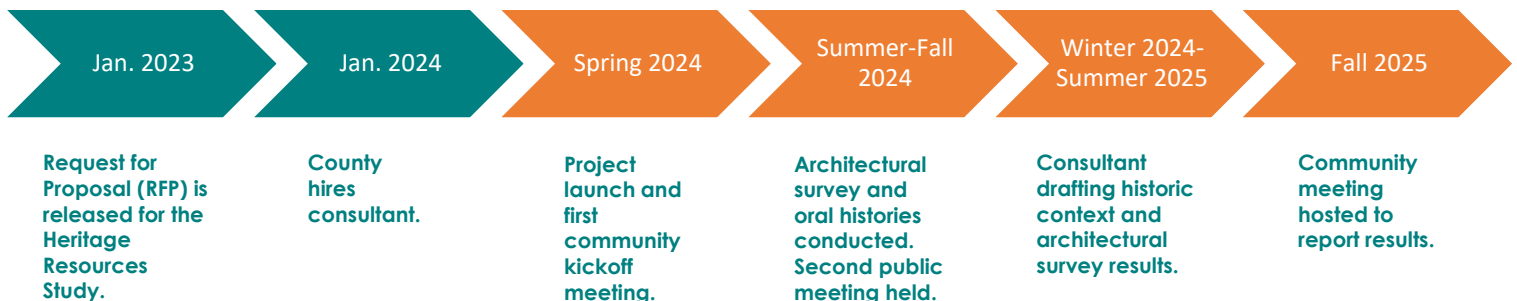 Jan. 2023
Jan. 2024
Spring 2024
Summer-Fall
2024
Winter 2024-
Summer 2025
Fall 2025
Request for
Proposal (RFP) is
released for the
Heritage
Resources
Study.
County
hires
consultant.
Project
launch and
first
community
kickoff
meeting.
Architectural
survey and
oral histories
conducted.
Second public
meeting held.
Consultant
drafting historic
context and
architectural
survey results.
Community
meeting
hosted to
report results.